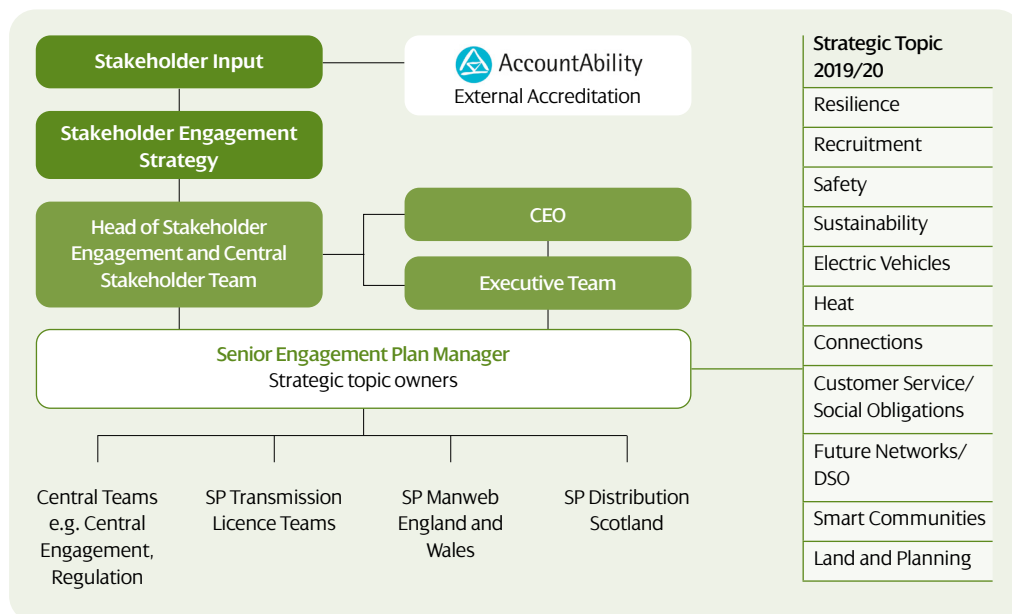 Stakeholder Input
AccountAbility
External Accreditation
Stakeholder Engagement
Strategy
Head of Stakeholder
Engagement and Central
Stakeholder Team
CEO
Executive Team
Senior Engagement Plan Manager
Strategic topic owners
Central Teams
e.g. Central
Engagement,
Regulation
SP Transmission
Licence Teams
SP Manweb
England and
Wales
SP Distribution
Scotland
Strategic Topic
2019/20
Resilience
Recruitment
Safety
Sustainability
Electric Vehicles
Heat
Connections
Customer Service/
Social Obligations
Future Networks/
DSO
Smart Communities
Land and Planning